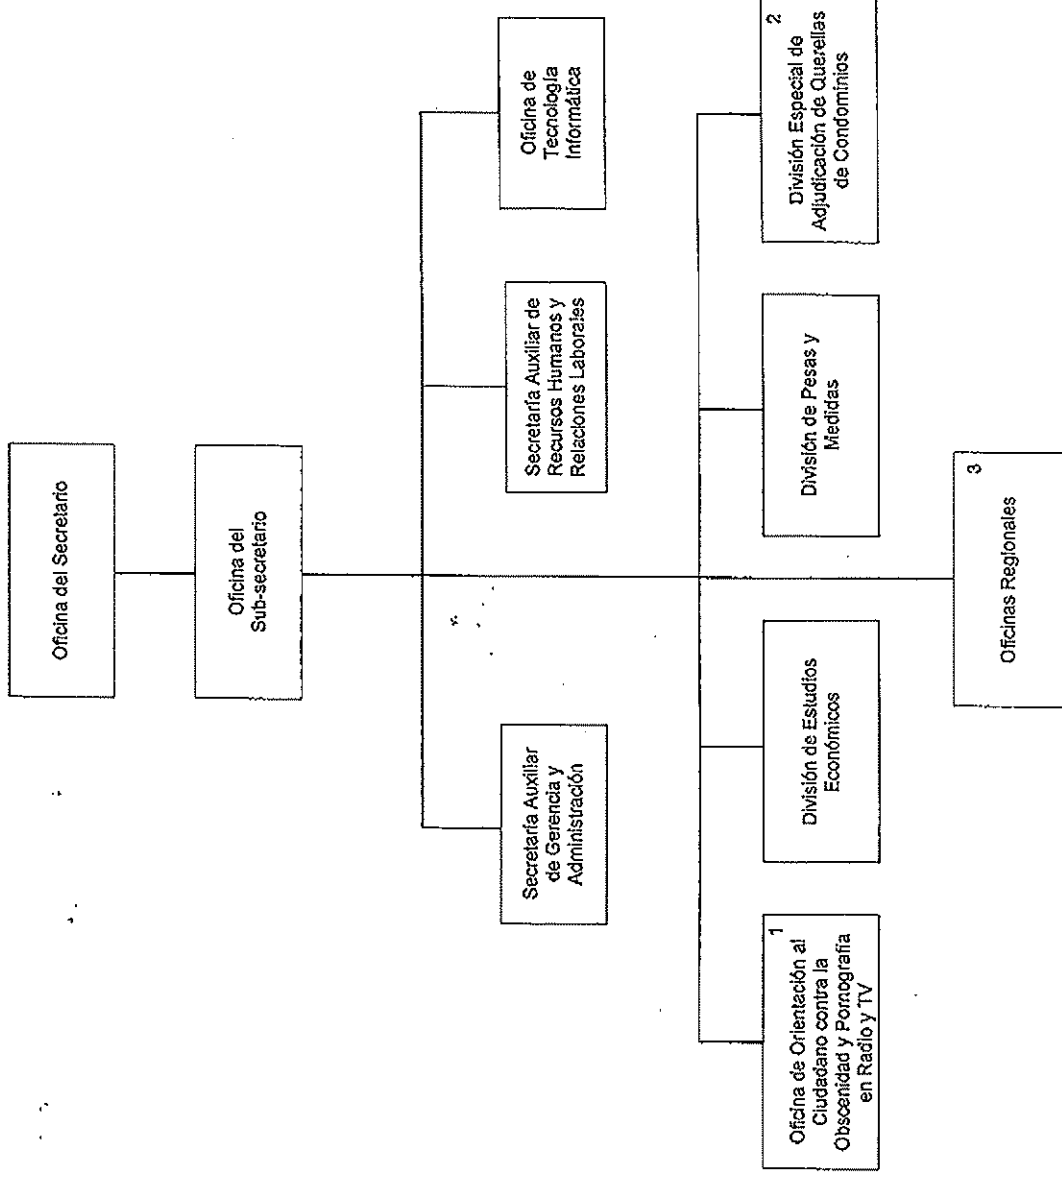 Oficina del Secretario
Oficina del
Sub-secretario
Secretaría Auxiliar
de Gerencia y
Administración
Secretaría Auxiliar de
Recursos Humanos y
Relaciones Laborales
Oficina de
Tecnología
Informática
1
Oficina de Orientación al
Ciudadano contra la
Obscenidad y Pornografía
en Radio y TV
División de Estudios
Económicos
División de Pesas y
Medidas
2
División Especial de
Adjudicación de Querellas
de Condominios
3
Oficinas Regionales